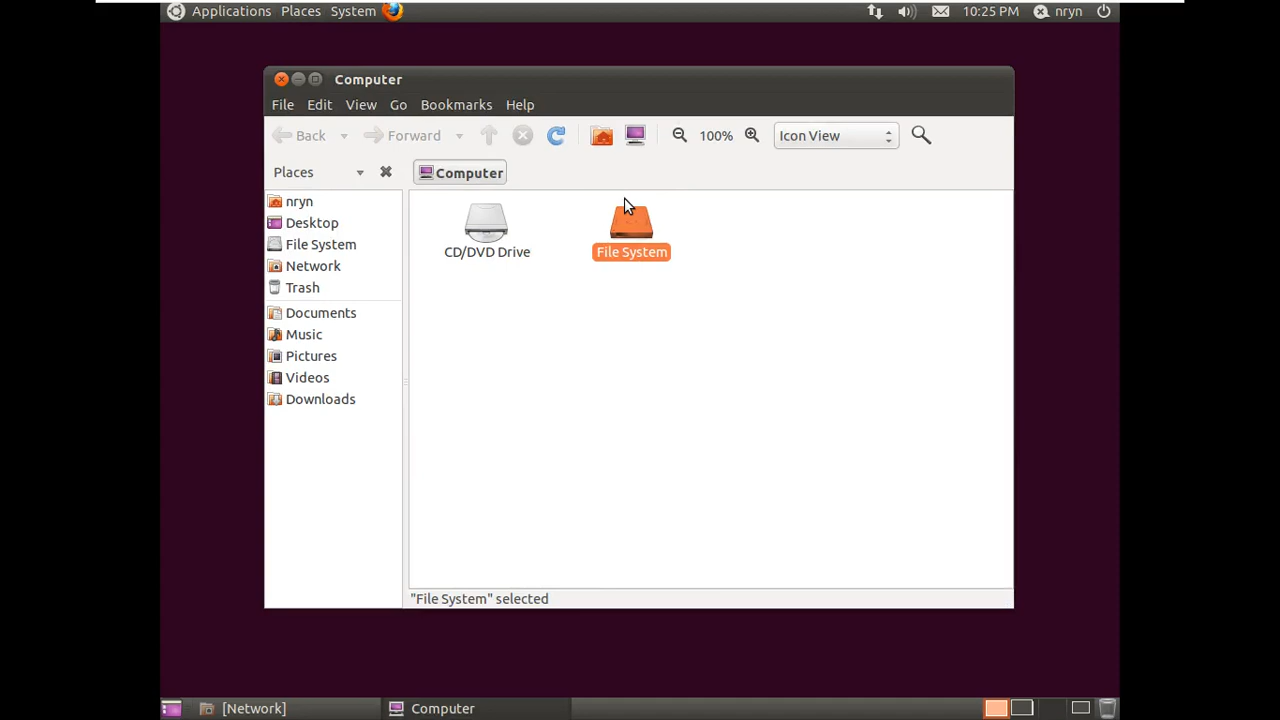 Applications Places System 10:25 PM nryn
Computer
File Edit View Go Bookmarks Help
Back Forward 100% Icon View
Places Computer
nryn
Desktop
File System
Network
Trash
Documents
Music
Pictures
Videos
Downloads
CD/DVD Drive File System
"File System" selected
[Network] Computer